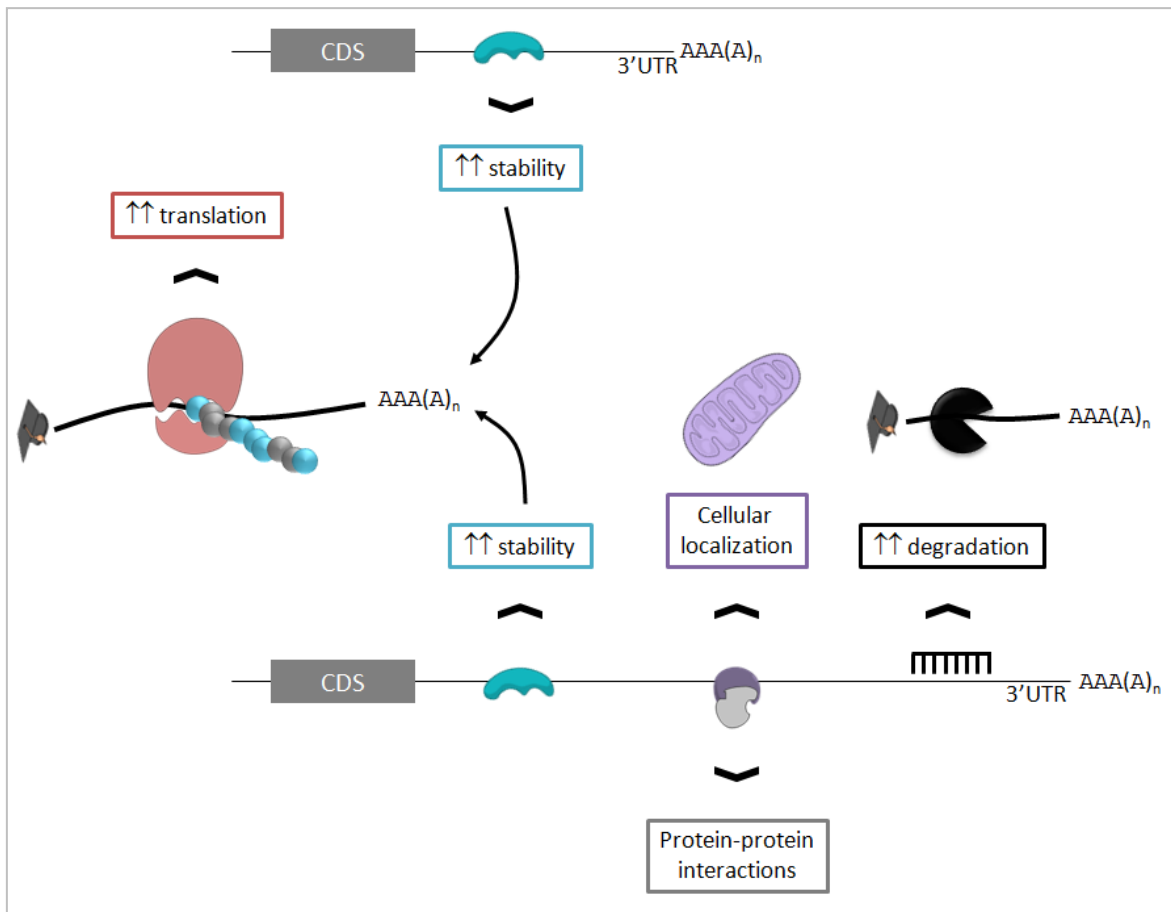 CDS
3'UTR
AAA(A)n
↑↑ stability
↑↑ translation
AAA(A)n
AAA(A)n
↑↑ stability
Cellular
localization
↑↑ degradation
CDS
3'UTR
AAA(A)n
Protein-protein
interactions